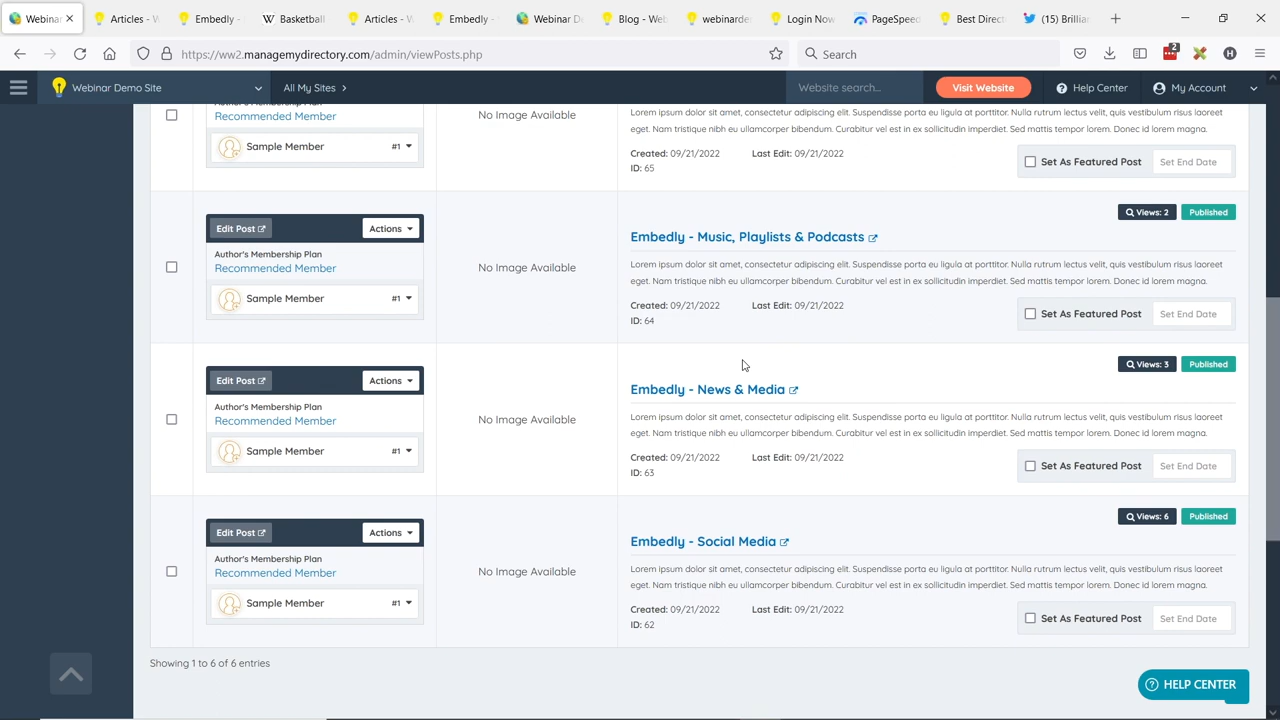 Webinar
Articles - W
Embedly -
W Basketball
Articles - W
Embedly -
Webinar De
Blog - Web
webinarde
Login Now
PageSpeed
Best Direct
(15) Brillian
https://ww2.managemydirectory.com/admin/viewPosts.php
Search
2
H
Webinar Demo Site
All My Sites
Website search...
Visit Website
Help Center
My Account
Recommended Member
Sample Member
#1
No Image Available
Lorem ipsum dolor sit amet, consectetur adipiscing elit. Suspendisse porta eu ligula at porttitor. Nulla rutrum lectus velit, quis vestibulum risus laoreet
eget. Nam tristique nibh eu ullamcorper bibendum. Curabitur vel est in ex sollicitudin imperdiet. Sed mattis tempor lorem. Donec id lorem magna.
Created: 09/21/2022 Last Edit: 09/21/2022
ID: 65
Set As Featured Post
Set End Date
Edit Post
Actions
Author's Membership Plan
Recommended Member
Sample Member
#1
No Image Available
Views: 2
Published
Embedly - Music, Playlists & Podcasts
Lorem ipsum dolor sit amet, consectetur adipiscing elit. Suspendisse porta eu ligula at porttitor. Nulla rutrum lectus velit, quis vestibulum risus laoreet
eget. Nam tristique nibh eu ullamcorper bibendum. Curabitur vel est in ex sollicitudin imperdiet. Sed mattis tempor lorem. Donec id lorem magna.
Created: 09/21/2022 Last Edit: 09/21/2022
ID: 64
Set As Featured Post
Set End Date
Edit Post
Actions
Author's Membership Plan
Recommended Member
Sample Member
#1
No Image Available
Views: 3
Published
Embedly - News & Media
Lorem ipsum dolor sit amet, consectetur adipiscing elit. Suspendisse porta eu ligula at porttitor. Nulla rutrum lectus velit, quis vestibulum risus laoreet
eget. Nam tristique nibh eu ullamcorper bibendum. Curabitur vel est in ex sollicitudin imperdiet. Sed mattis tempor lorem. Donec id lorem magna.
Created: 09/21/2022 Last Edit: 09/21/2022
ID: 63
Set As Featured Post
Set End Date
Edit Post
Actions
Author's Membership Plan
Recommended Member
Sample Member
#1
No Image Available
Views: 6
Published
Embedly - Social Media
Lorem ipsum dolor sit amet, consectetur adipiscing elit. Suspendisse porta eu ligula at porttitor. Nulla rutrum lectus velit, quis vestibulum risus laoreet
eget. Nam tristique nibh eu ullamcorper bibendum. Curabitur vel est in ex sollicitudin imperdiet. Sed mattis tempor lorem. Donec id lorem magna.
Created: 09/21/2022 Last Edit: 09/21/2022
ID: 62
Set As Featured Post
Set End Date
Showing 1 to 6 of 6 entries
HELP CENTER